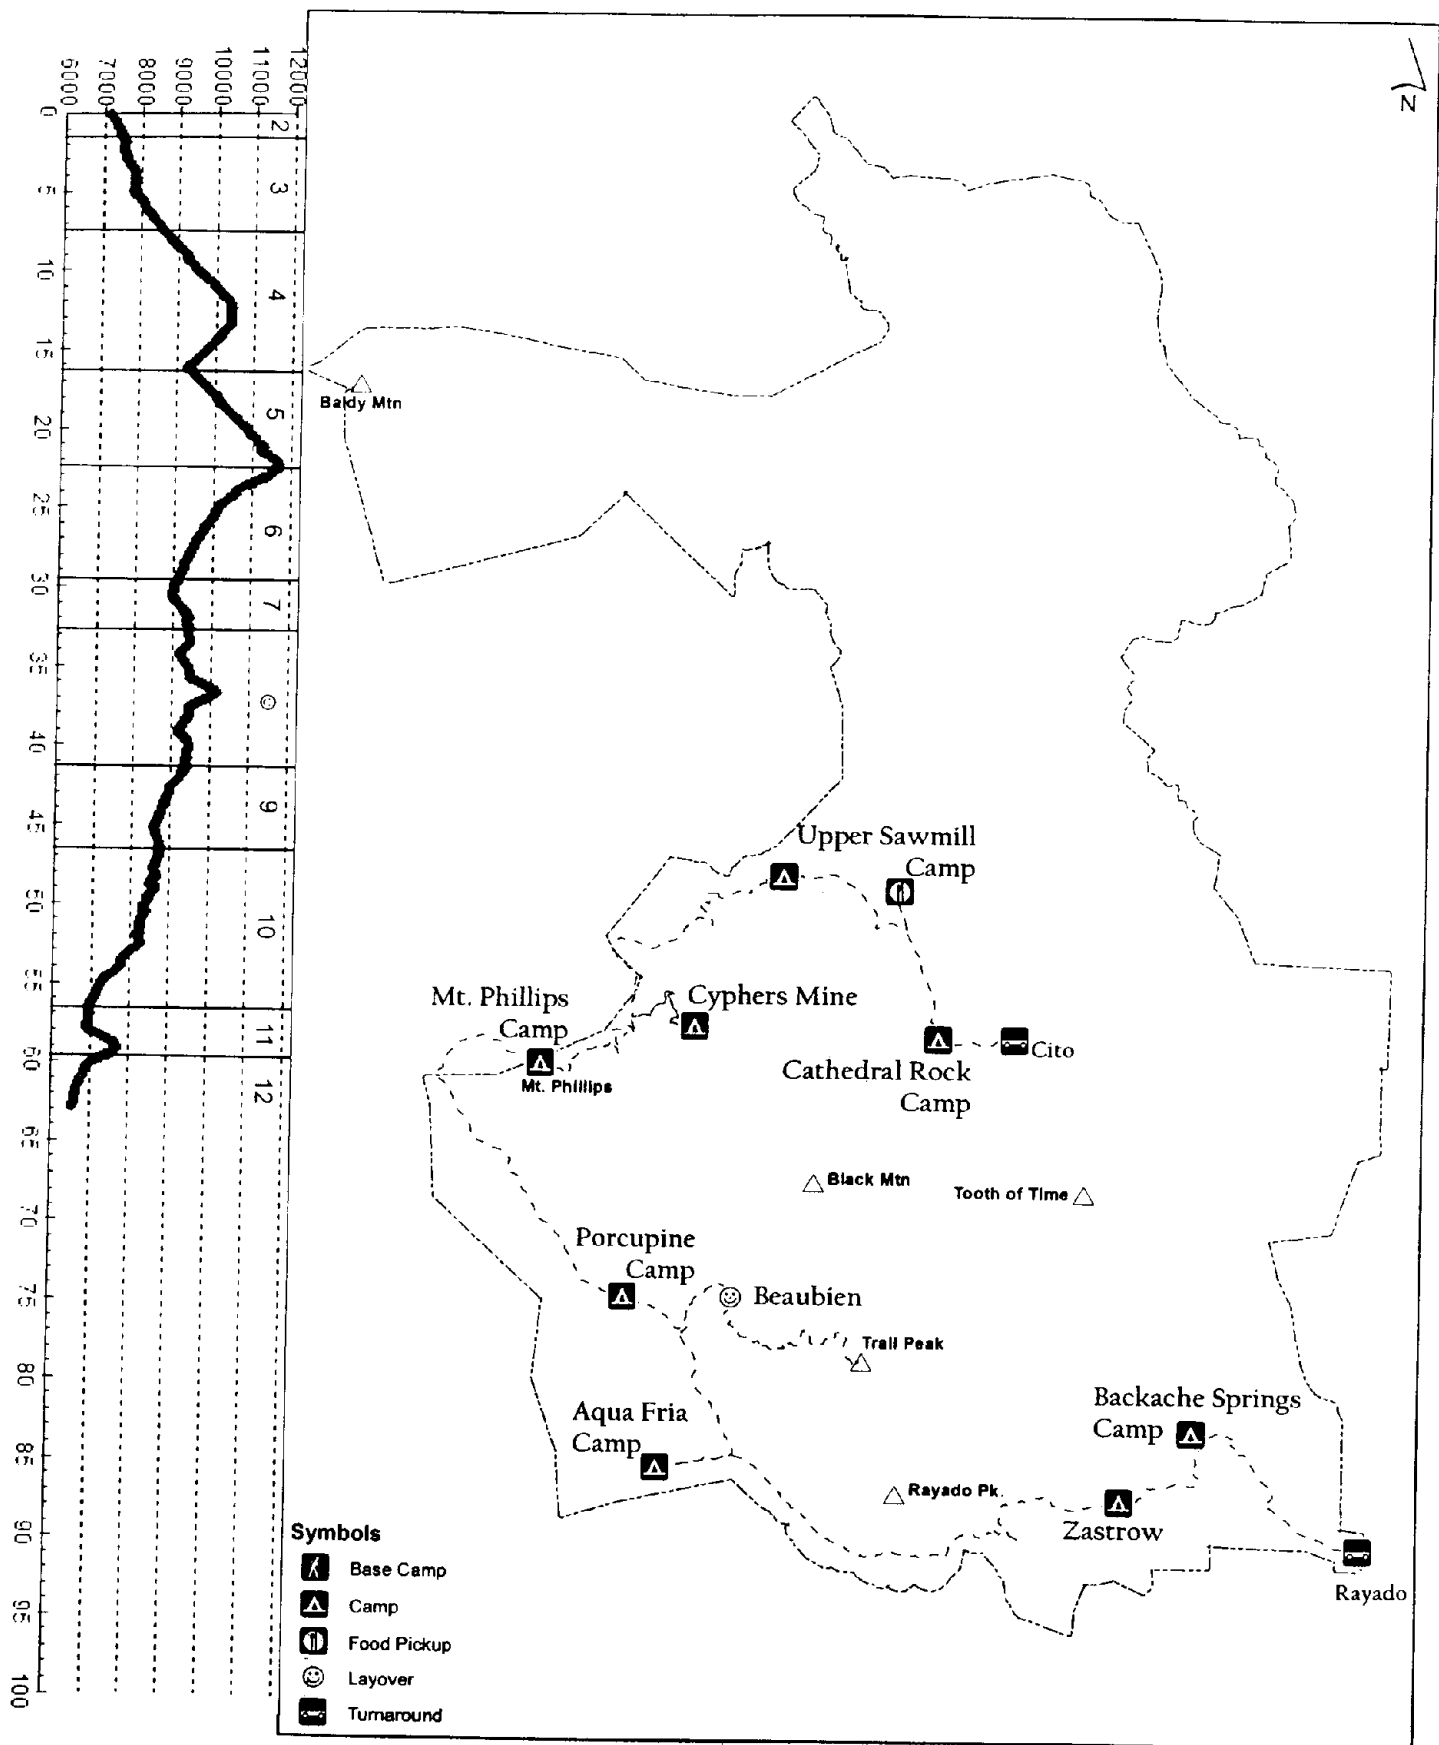 12000
11000
10000
9000
8000
7000
6000
0
5
10
15
20
25
30
35
40
45
50
55
60
65
70
75
80
85
90
95
100
2
3
4
5
6
7
9
10
11
12
N
Baldy Mtn
Upper Sawmill
Camp
Mt. Phillips
Camp
Cyphers Mine
Mt. Phillips
Cito
Cathedral Rock
Camp
Black Mtn
Tooth of Time
Porcupine
Camp
Beaubien
Trail Peak
Aqua Fria
Camp
Backache Springs
Camp
Rayado Pk.
Zastrow
Rayado
Symbols
Base Camp
Camp
Food Pickup
Layover
Turnaround